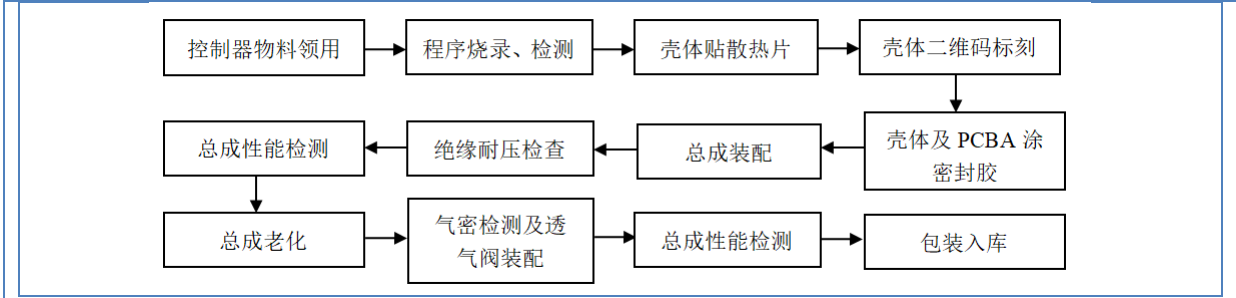 控制器物料领用
程序烧录、检测
壳体贴散热片
壳体二维码标刻
壳体及 PCBA 涂
密封胶
总成装配
绝缘耐压检查
总成性能检测
总成老化
气密检测及透
气阀装配
总成性能检测
包装入库